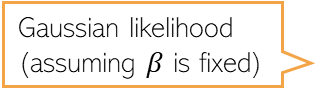 Gaussian likelihood
(assuming β is fixed)